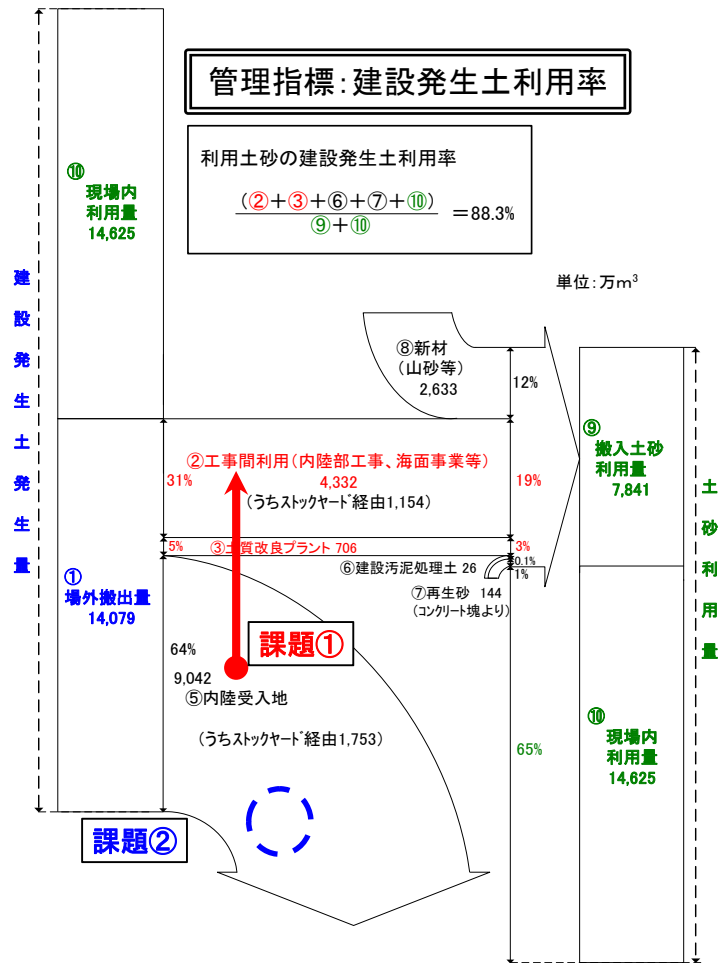 管理指標:建設発生土利用率
利用土砂の建設発生土利用率
(②+③+⑥+⑦+⑩)
⑨+⑩
=88.3%
単位:万m³
建設発生土発生量
⑩
現場内
利用量
14,625
①
場外搬出量
14,079
⑧新材
(山砂等)
2,633
12%
②工事間利用(内陸部工事、海面事業等)
31%
4,332
19%
(うちストックヤード経由1,154)
5%
③土質改良プラント 706
3%
⑥建設汚泥処理土 26
0.1%
⑦再生砂 144
1%
(コンクリート塊より)
課題①
64%
9,042
⑤内陸受入地
(うちストックヤード経由1,753)
65%
課題②
⑨
搬入土砂
利用量
7,841
⑩
現場内
利用量
14,625
土砂利用量